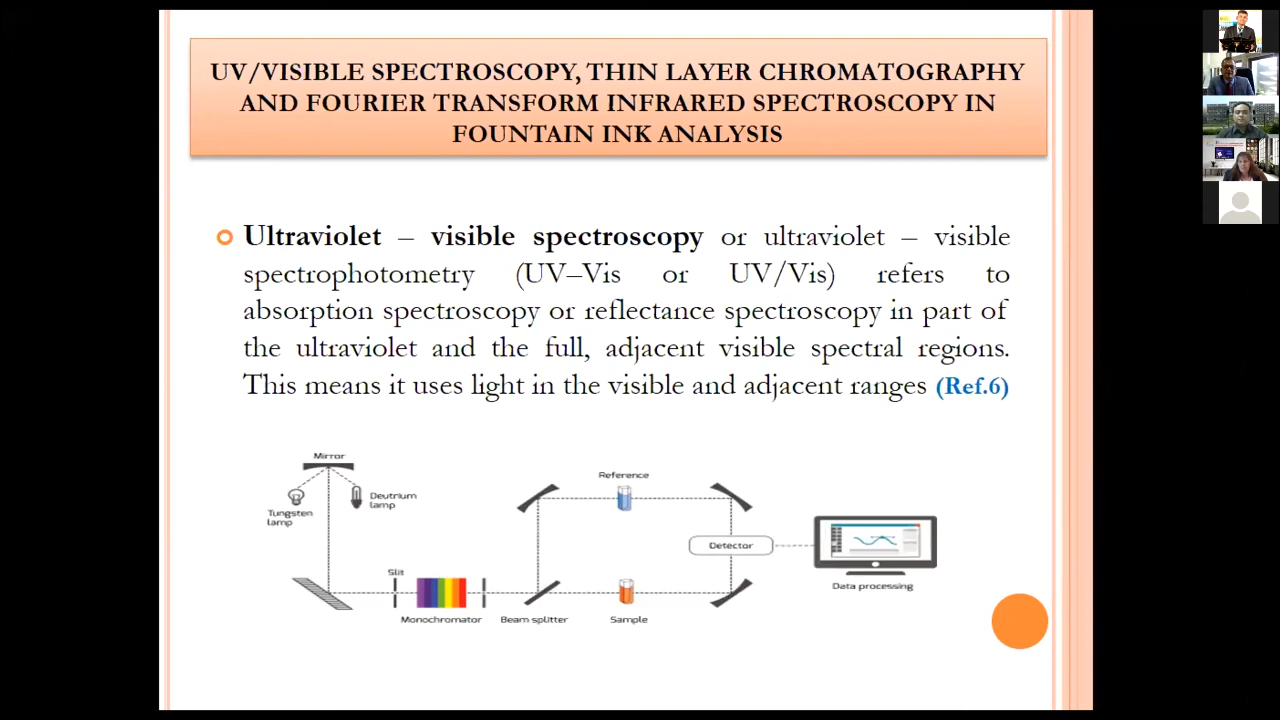 UV/VISIBLE SPECTROSCOPY, THIN LAYER CHROMATOGRAPHY
AND FOURIER TRANSFORM INFRARED SPECTROSCOPY IN
FOUNTAIN INK ANALYSIS
Ultraviolet – visible spectroscopy or ultraviolet – visible
spectrophotometry (UV–Vis or UV/Vis) refers to
absorption spectroscopy or reflectance spectroscopy in part of
the ultraviolet and the full, adjacent visible spectral regions.
This means it uses light in the visible and adjacent ranges (Ref.6)
Mirror
Tungsten
lamp
Deutrium
lamp
Reference
Detector
Data processing
Slit
Monochromator
Beam splitter
Sample